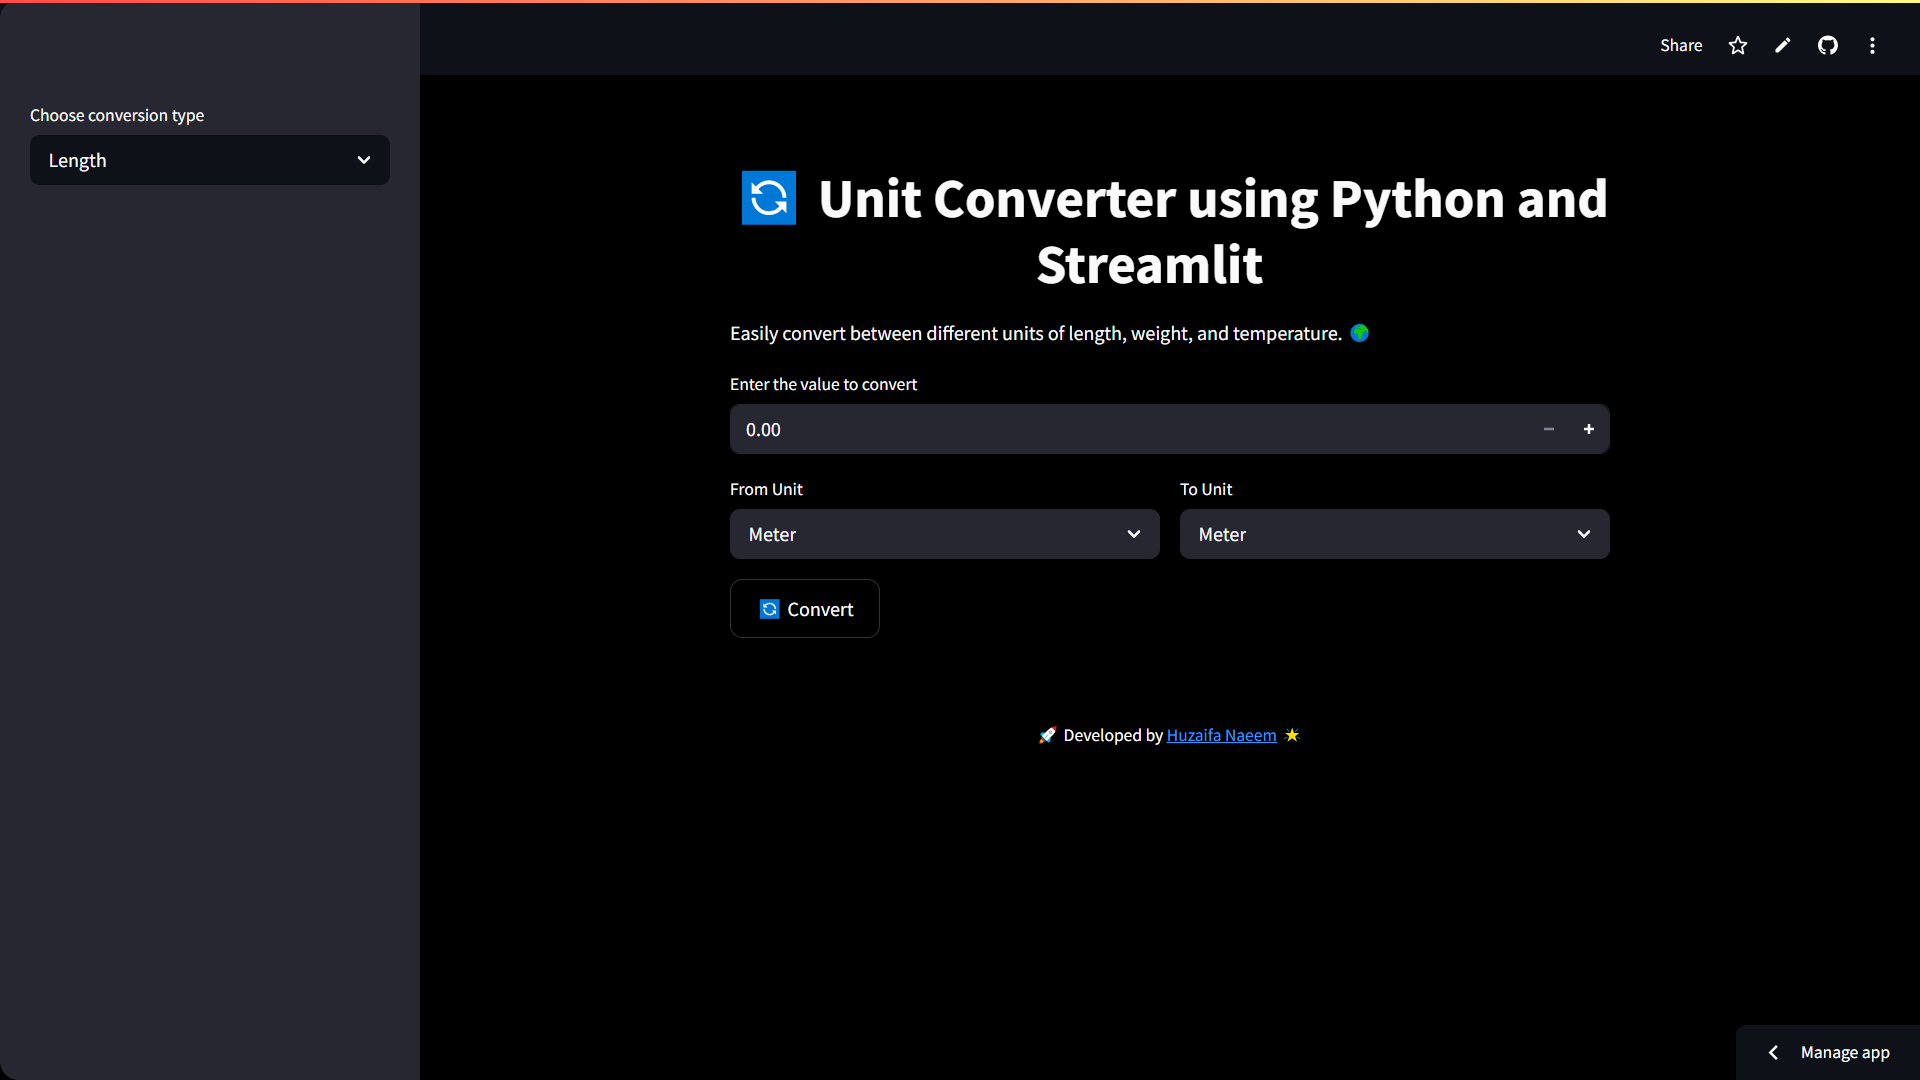 Share
Choose conversion type
Length
Unit Converter using Python and
Streamlit
Easily convert between different units of length, weight, and temperature.
Enter the value to convert
0.00
From Unit
To Unit
Meter
Meter
Convert
Developed by Huzaifa Naeem
Manage app